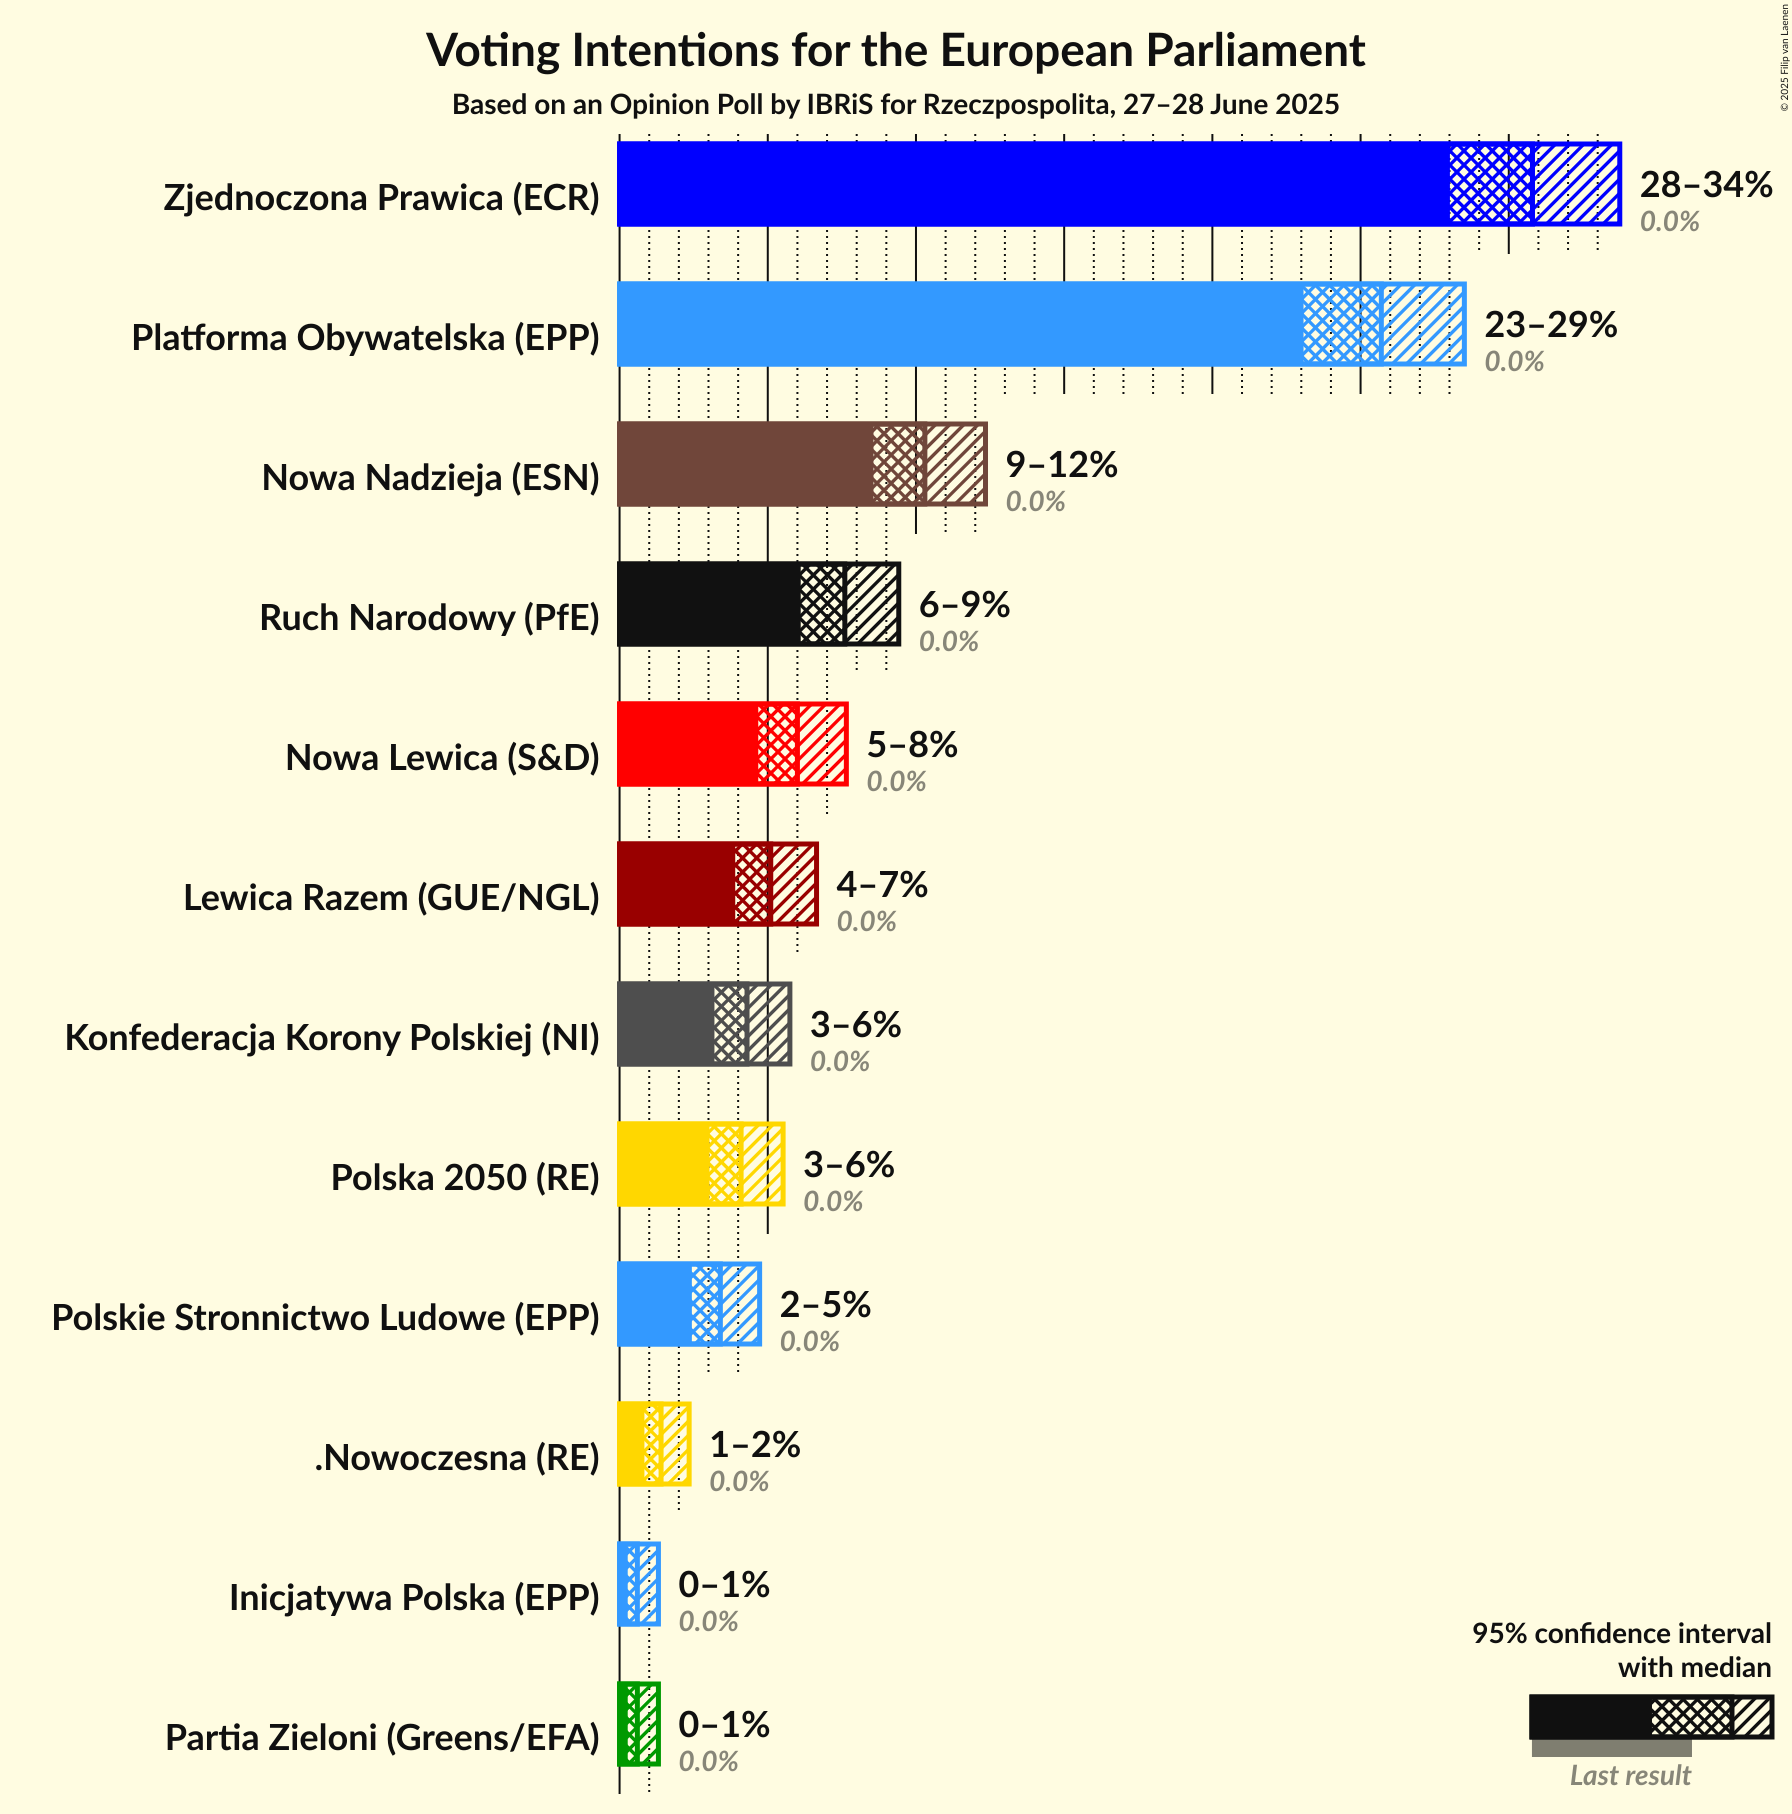 Voting Intentions for the European Parliament
Based on an Opinion Poll by IBRiS for Rzeczpospolita, 27–28 June 2025
© 2025 Filip van Laenen
Zjednoczona Prawica (ECR)
28–34%
0.0%
Platforma Obywatelska (EPP)
23–29%
0.0%
Nowa Nadzieja (ESN)
9–12%
0.0%
Ruch Narodowy (PfE)
6–9%
0.0%
Nowa Lewica (S&D)
5–8%
0.0%
Lewica Razem (GUE/NGL)
4–7%
0.0%
Konfederacja Korony Polskiej (NI)
3–6%
0.0%
Polska 2050 (RE)
3–6%
0.0%
Polskie Stronnictwo Ludowe (EPP)
2–5%
0.0%
.Nowoczesna (RE)
1–2%
0.0%
Inicjatywa Polska (EPP)
0–1%
0.0%
Partia Zieloni (Greens/EFA)
0–1%
0.0%
95% confidence interval
with median
Last result